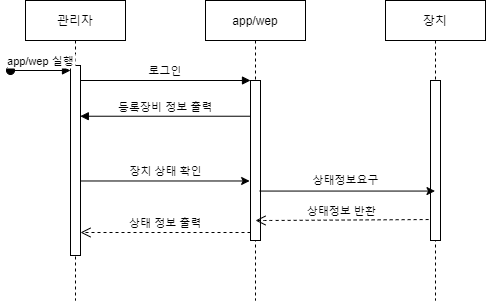 관리자
app/wep
장치
app/wep 실행
로그인
등록장비 정보 출력
장치 상태 확인
상태정보요구
상태정보 반환
상태 정보 출력